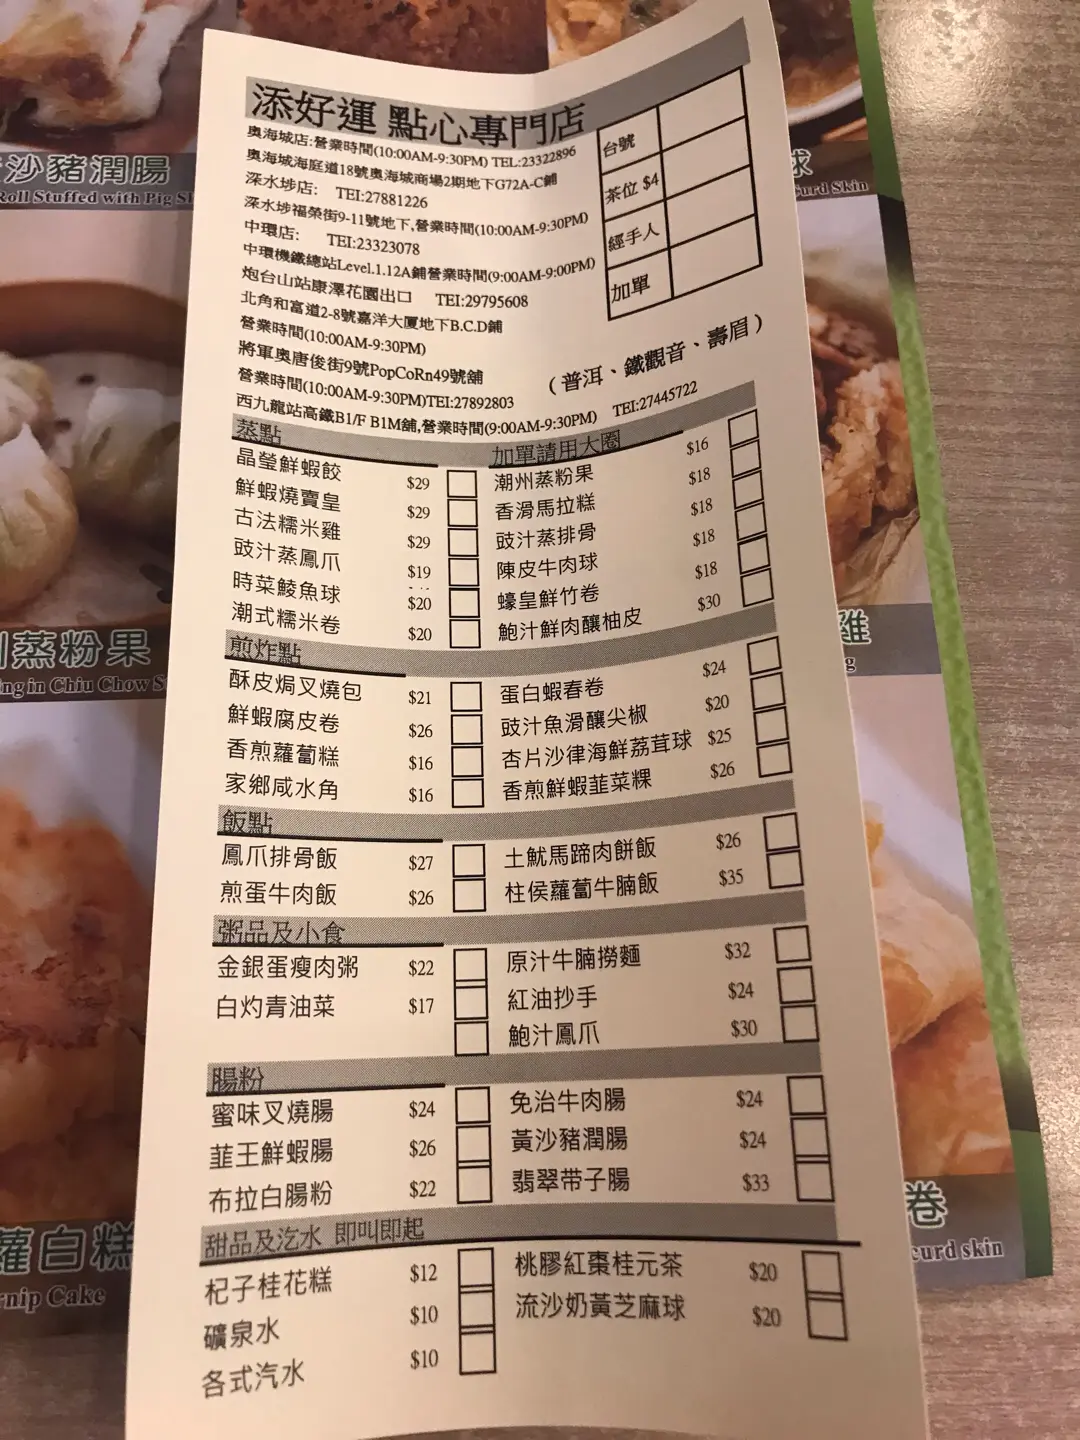 添好運 點心專門店
奧海城店:營業時間(10:00AM-9:30PM) TEL:23322896
奧海城海庭道18號奧海城商場2期地下G72A-C鋪
深水埗店: TEI:27881226
深水埗福榮街9-11號地下,營業時間(10:00AM-9:30PM)
中環店: TEI:23323078
中環機鐵總站Level.1.12A鋪營業時間(9:00AM-9:00PM)
炮台山站康澤花園出口 TEI:29795608
北角和富道2-8號嘉洋大厦地下B.C.D鋪
營業時間(10:00AM-9:30PM)
將軍奧唐俊街9號PopCoRn49號舖
營業時間(10:00AM-9:30PM)TEI:27892803
西九龍站高鐵B1/F B1M舖,營業時間(9:00AM-9:30PM) TEI:27445722
台號
茶位 $4
經手人
加單
(普洱、鐵觀音、壽眉)
蒸點 加單請用大圈
晶瑩鮮蝦餃 $29 潮州蒸粉果 $16
鮮蝦燒賣皇 $29 香滑馬拉糕 $18
古法糯米雞 $29 豉汁蒸排骨 $18
豉汁蒸鳳爪 $19 陳皮牛肉球 $18
時菜鯪魚球 $20 蠔皇鮮竹卷 $18
潮式糯米卷 $20 鮑汁鮮肉釀柚皮 $30
煎炸點
酥皮焗叉燒包 $21 蛋白蝦春卷 $24
鮮蝦腐皮卷 $26 豉汁魚滑釀尖椒 $20
香煎蘿蔔糕 $16 杏片沙律海鮮荔茸球 $25
家鄉咸水角 $16 香煎鮮蝦韮菜粿 $26
飯點
鳳爪排骨飯 $27 土魷馬蹄肉餅飯 $26
煎蛋牛肉飯 $26 柱侯蘿蔔牛腩飯 $35
粥品及小食
金銀蛋瘦肉粥 $22 原汁牛腩撈麵 $32
白灼青油菜 $17 紅油抄手 $24
鮑汁鳳爪 $30
腸粉
蜜味叉燒腸 $24 免治牛肉腸 $24
韮王鮮蝦腸 $26 黃沙豬潤腸 $24
布拉白腸粉 $22 翡翠带子腸 $33
甜品及汔水 即叫即起
杞子桂花糕 $12 桃膠紅棗桂元茶 $20
礦泉水 $10 流沙奶黃芝麻球 $20
各式汽水 $10
沙豬潤腸
Roll Stuffed with Pig
球
Curd Skin
蒸粉果
ing in Chiu Chow S
雞
g
蘿白糕
rnip Cake
卷
curd skin